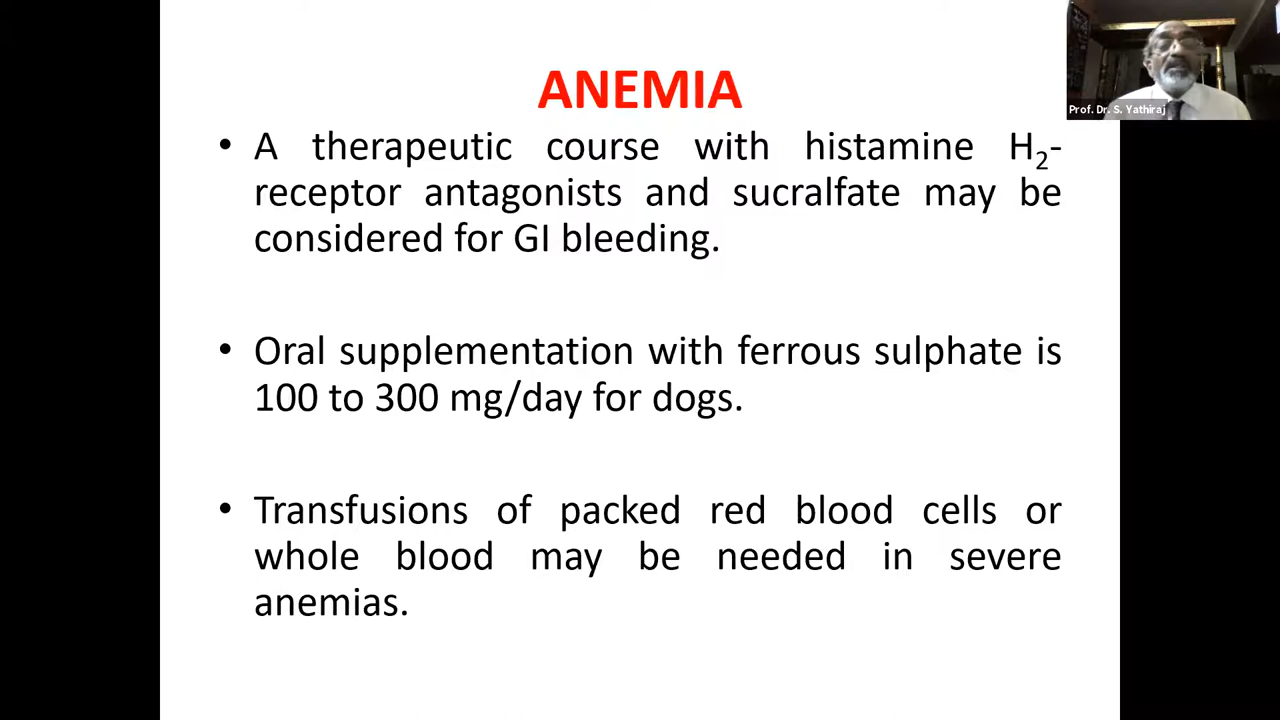 ANEMIA
• A therapeutic course with histamine H₂-
receptor antagonists and sucralfate may be
considered for GI bleeding.
• Oral supplementation with ferrous sulphate is
100 to 300 mg/day for dogs.
• Transfusions of packed red blood cells or
whole blood may be needed in severe
anemias.
Prof. Dr. S. Yathiraj